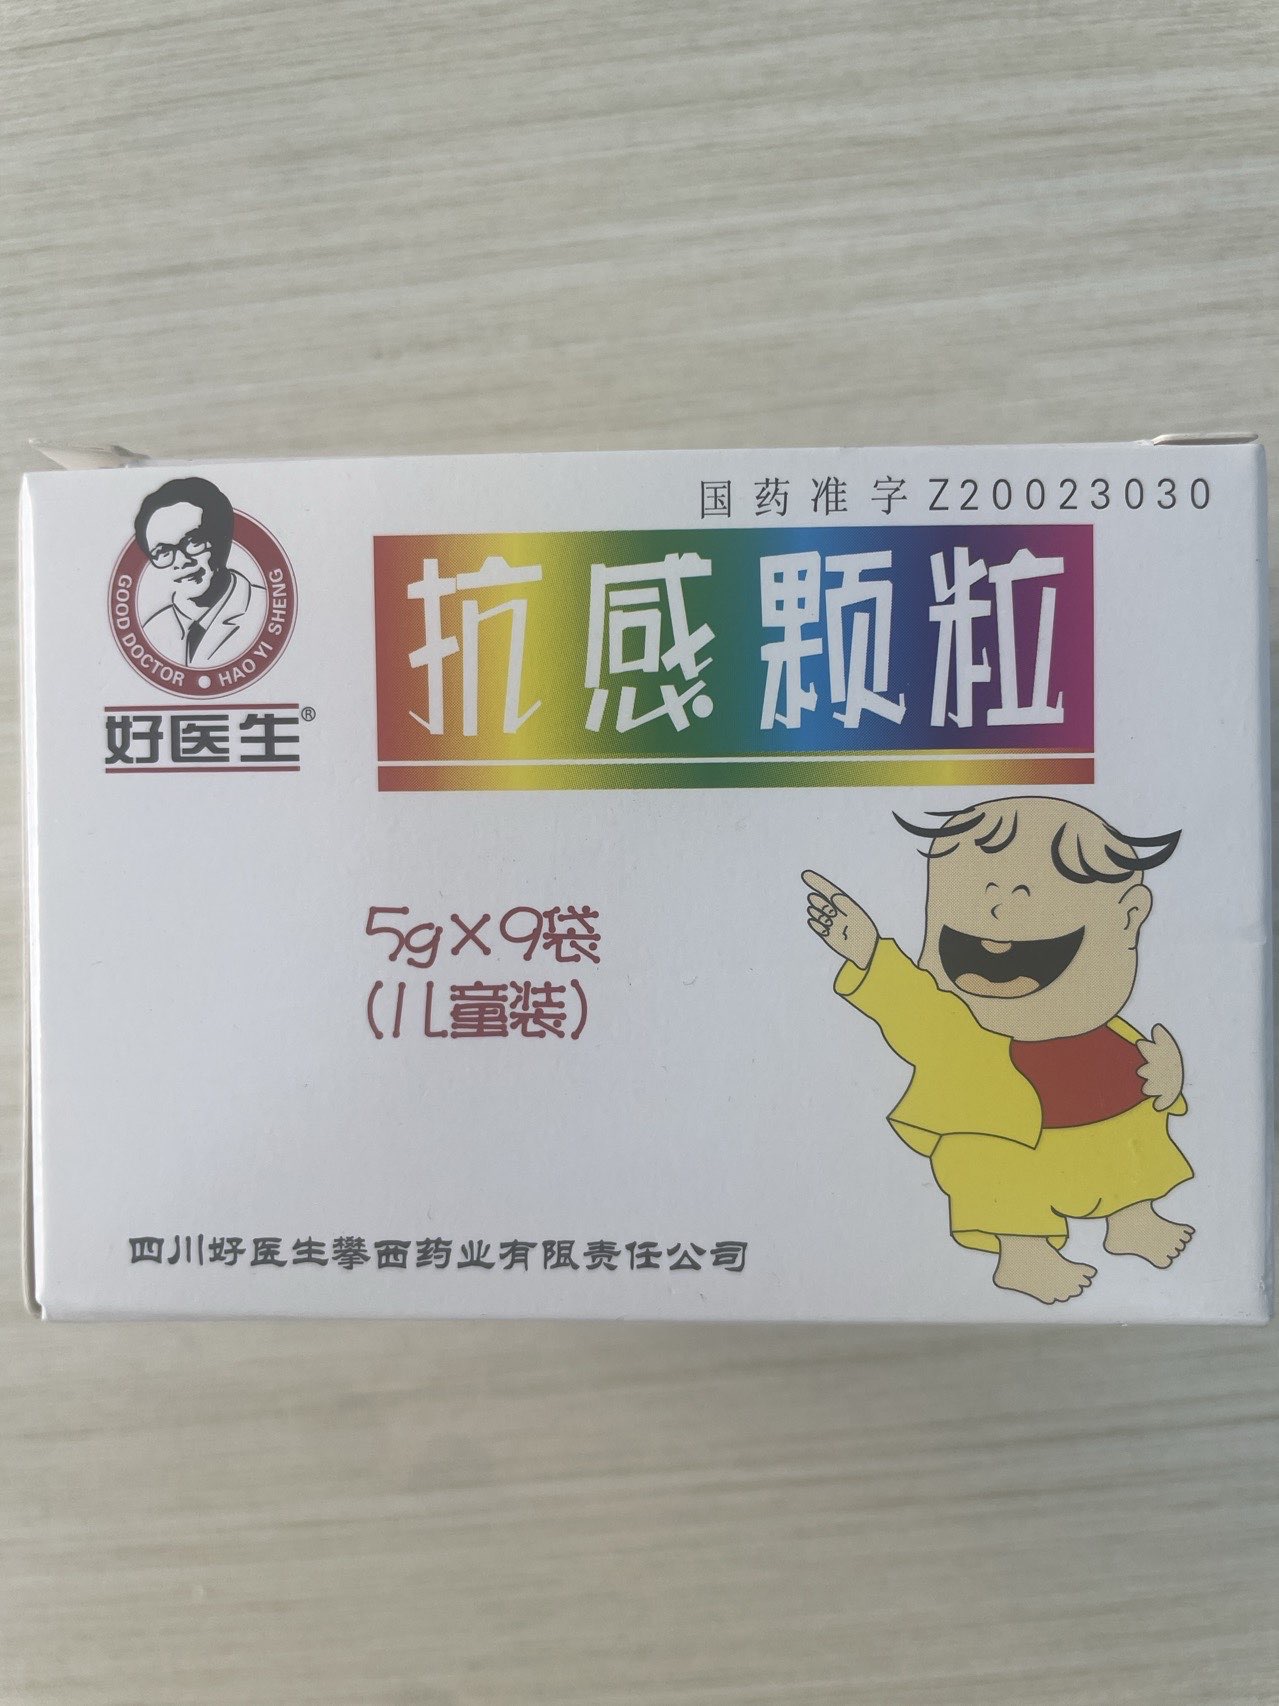 国药准字Z20023030
GOOD DOCTOR • HAO YI SHENG
好医生®
抗感颗粒
5g×9袋
(儿童装)
四川好医生攀西药业有限责任公司